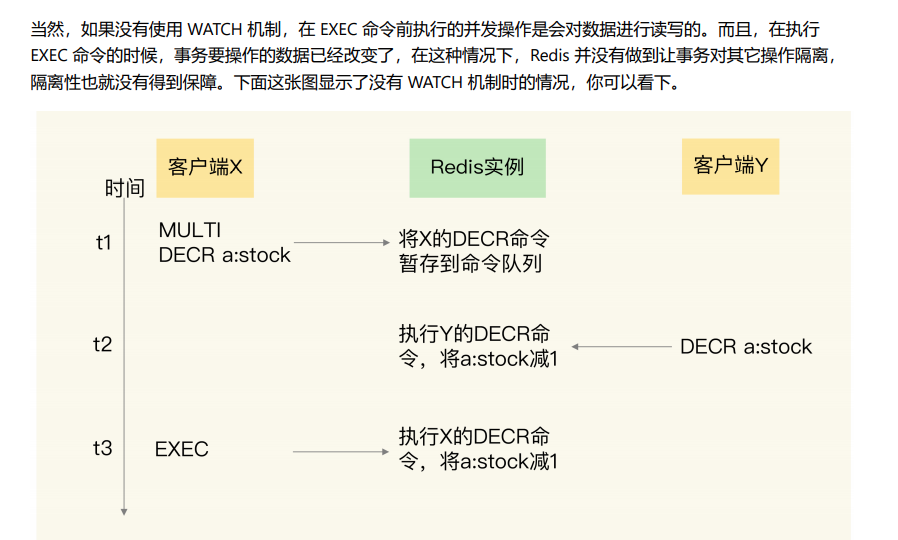 当然，如果没有使用 WATCH 机制，在 EXEC 命令前执行的并发操作是会对数据进行读写的。而且，在执行
EXEC 命令的时候，事务要操作的数据已经改变了，在这种情况下，Redis 并没有做到让事务对其它操作隔离，
隔离性也就没有得到保障。下面这张图显示了没有 WATCH 机制时的情况，你可以看下。
客户端X
Redis实例
客户端Y
时间
t1
MULTI
DECR a:stock
将X的DECR命令
暂存到命令队列
t2
执行Y的DECR命
令，将a:stock减1
DECR a:stock
t3
EXEC
执行X的DECR命
令，将a:stock减1